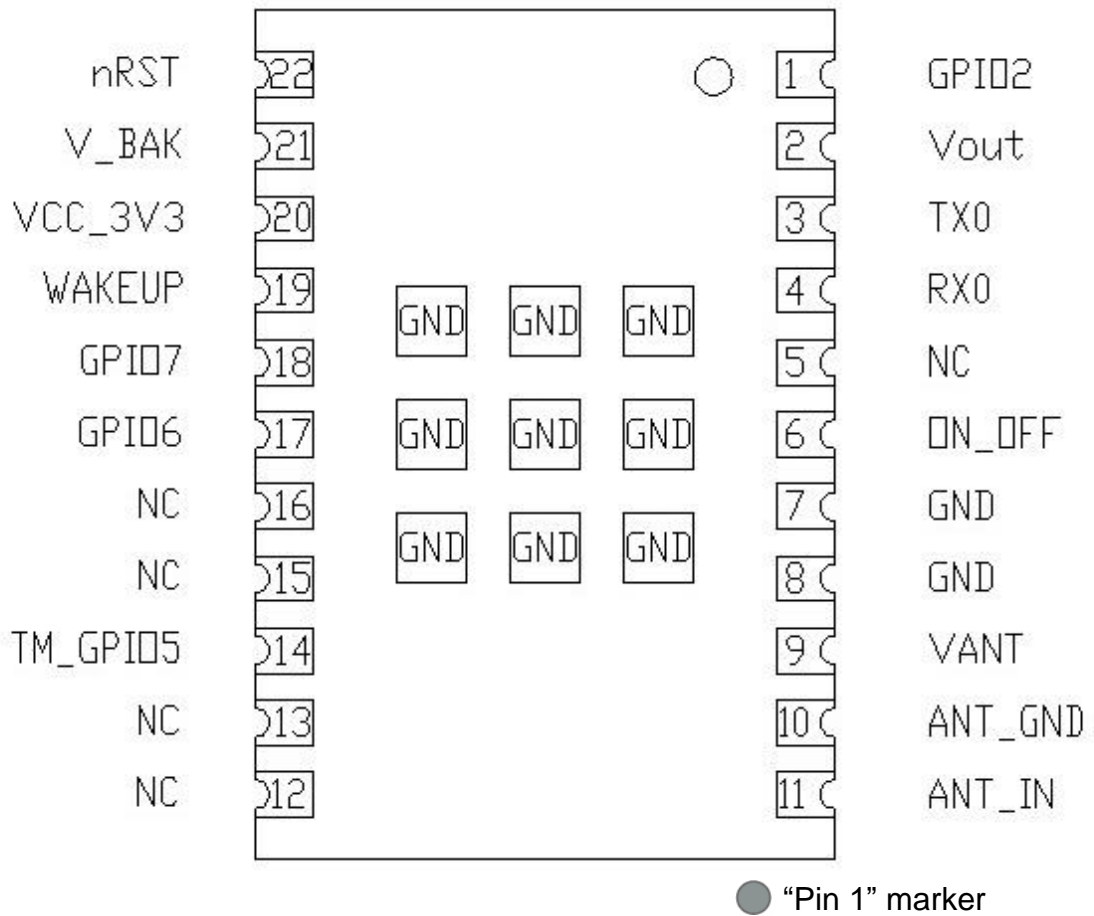 nRST 22 1 GPIO2
V_BAK 21 2 Vout
VCC_3V3 20 3 TX0
WAKEUP 19 4 RX0
GND GND GND
GPIO7 18 5 NC
GPIO6 17 GND GND GND 6 ON_OFF
NC 16 7 GND
GND GND GND
NC 15 8 GND
TM_GPIO5 14 9 VANT
NC 13 10 ANT_GND
NC 12 11 ANT_IN
“Pin 1” marker